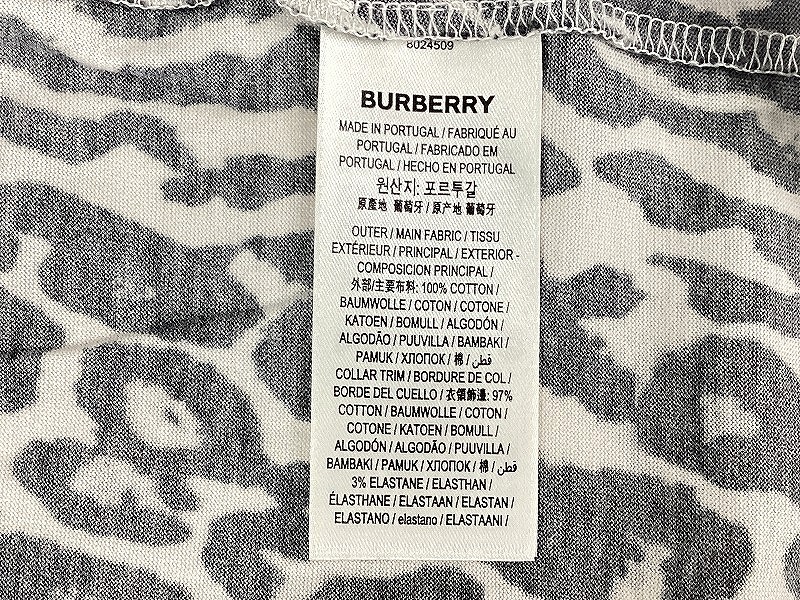 8024509
BURBERRY
MADE IN PORTUGAL / FABRIQUÉ AU
PORTUGAL / FABRICADO EM
PORTUGAL / HECHO EN PORTUGAL
원산지: 포르투갈
原產地 葡萄牙 / 原产地 葡萄牙
OUTER / MAIN FABRIC / TISSU
EXTÉRIEUR / PRINCIPAL / EXTERIOR -
COMPOSICION PRINCIPAL /
外部/主要布料: 100% COTTON /
BAUMWOLLE / COTON / COTONE /
KATOEN / BOMULL / ALGODÓN /
ALGODÃO / PUUVILLA / BAMBAKI /
PAMUK / ХЛОПОК / 棉 / قطن /
COLLAR TRIM / BORDURE DE COL /
BORDE DEL CUELLO / 衣領飾邊: 97%
COTTON / BAUMWOLLE / COTON /
COTONE / KATOEN / BOMULL /
ALGODÓN / ALGODÃO / PUUVILLA /
BAMBAKI / PAMUK / ХЛОПОК / 棉 / قطن
3% ELASTANE / ELASTHAN /
ÉLASTHANE / ELASTAAN / ELASTAN /
ELASTANO / elastano / ELASTAANI /